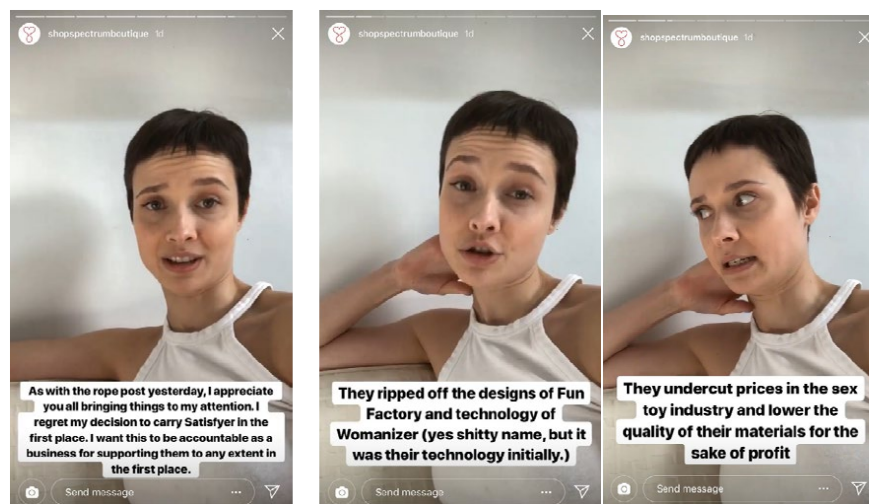 shopspectrumboutique 1d
As with the rope post yesterday, I appreciate
you all bringing things to my attention. I
regret my decision to carry Satisfyer in the
first place. I want this to be accountable as a
business for supporting them to any extent in
the first place.
Send message
shopspectrumboutique 1d
They ripped off the designs of Fun
Factory and technology of
Womanizer (yes shitty name, but it
was their technology initially.)
Send message
shopspectrumboutique 1d
They undercut prices in the sex
toy industry and lower the
quality of their materials for the
sake of profit
Send message